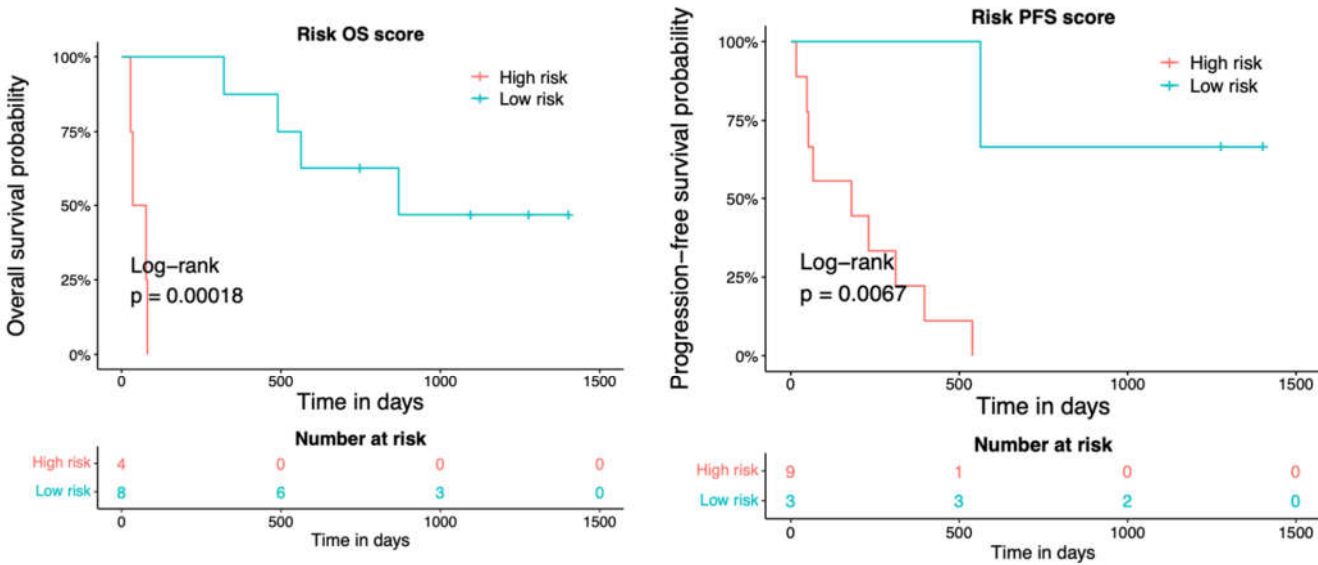 Risk OS score
Overall survival probability
100%
75%
50%
25%
0%
High risk
Low risk
Log-rank
p = 0.00018
0 500 1000 1500
Time in days
Number at risk
High risk 4 0 0 0
Low risk 8 6 3 0
0 500 1000 1500
Time in days
Risk PFS score
Progression-free survival probability
100%
75%
50%
25%
0%
High risk
Low risk
Log-rank
p = 0.0067
0 500 1000 1500
Time in days
Number at risk
High risk 9 1 0 0
Low risk 3 3 2 0
0 500 1000 1500
Time in days